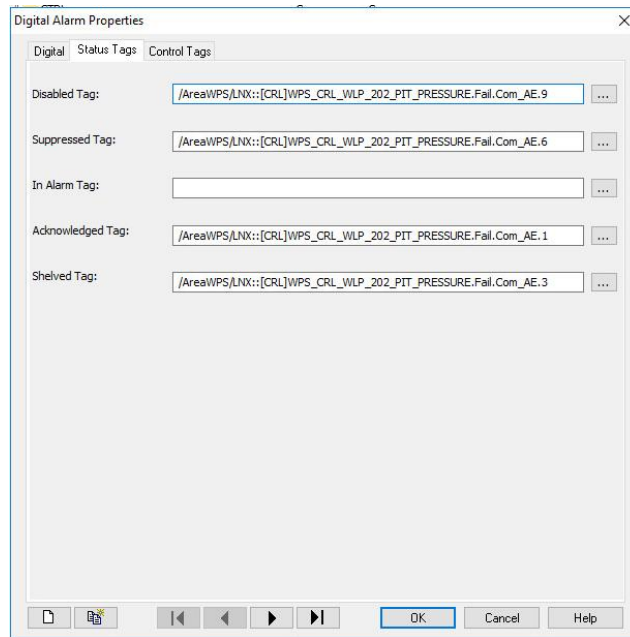 Digital Alarm Properties
Digital Status Tags Control Tags
Disabled Tag: /AreaWPS/LNX::[CRL]WPS_CRL_WLP_202_PIT_PRESSURE.Fail.Com_AE.9 ...
Suppressed Tag: /AreaWPS/LNX::[CRL]WPS_CRL_WLP_202_PIT_PRESSURE.Fail.Com_AE.6 ...
In Alarm Tag: ...
Acknowledged Tag: /AreaWPS/LNX::[CRL]WPS_CRL_WLP_202_PIT_PRESSURE.Fail.Com_AE.1 ...
Shelved Tag: /AreaWPS/LNX::[CRL]WPS_CRL_WLP_202_PIT_PRESSURE.Fail.Com_AE.3 ...
OK Cancel Help